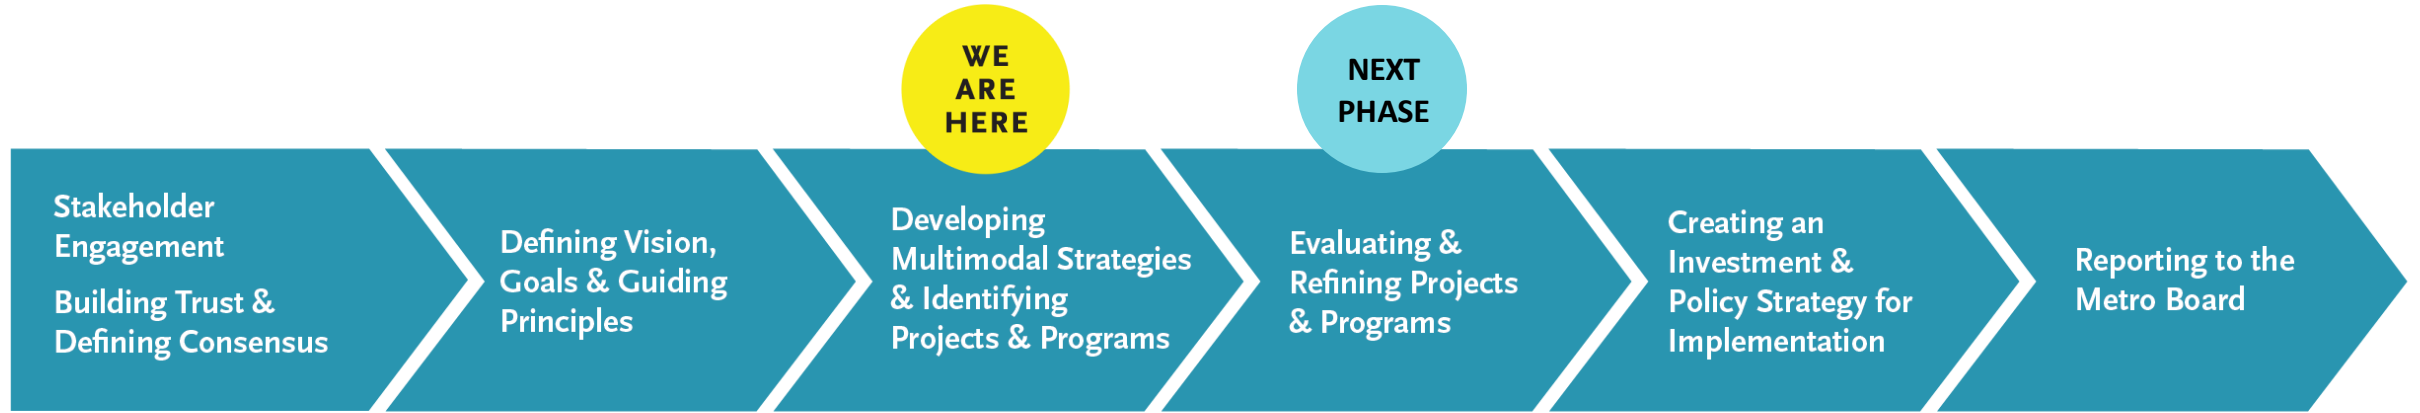 WE
ARE
HERE
NEXT
PHASE
Stakeholder
Engagement
Building Trust &
Defining Consensus
Defining Vision,
Goals & Guiding
Principles
Developing
Multimodal Strategies
& Identifying
Projects & Programs
Evaluating &
Refining Projects
& Programs
Creating an
Investment &
Policy Strategy for
Implementation
Reporting to the
Metro Board